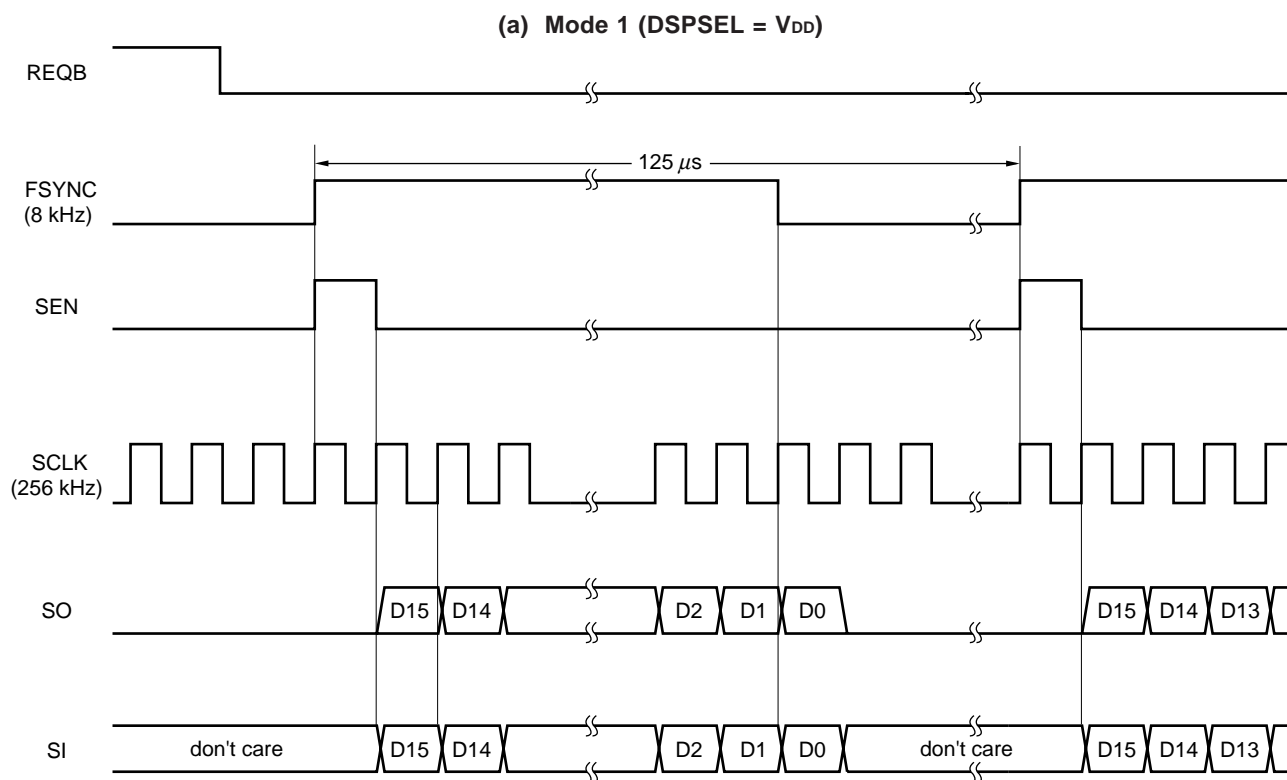 (a) Mode 1 (DSPSEL = VDD)
REQB
125 μs
FSYNC
(8 kHz)
SEN
SCLK
(256 kHz)
SO
D15 D14 D2 D1 D0 D15 D14 D13
SI
don't care D15 D14 D2 D1 D0 don't care D15 D14 D13